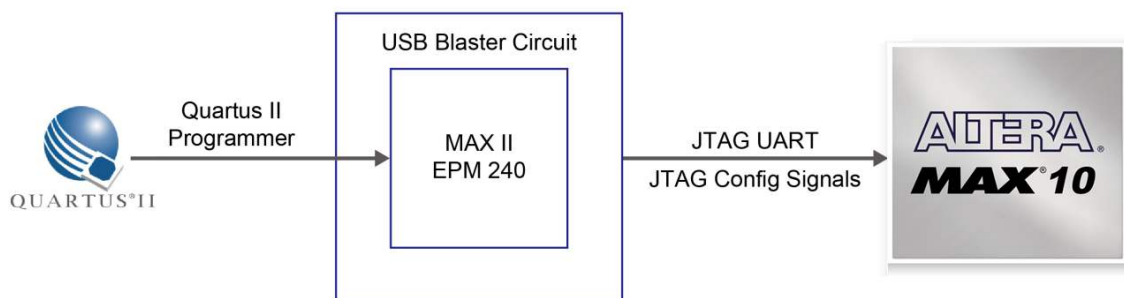 USB Blaster Circuit
Quartus II
Programmer
MAX II
EPM 240
JTAG UART
JTAG Config Signals
QUARTUS®II
ALTERA®
MAX®10